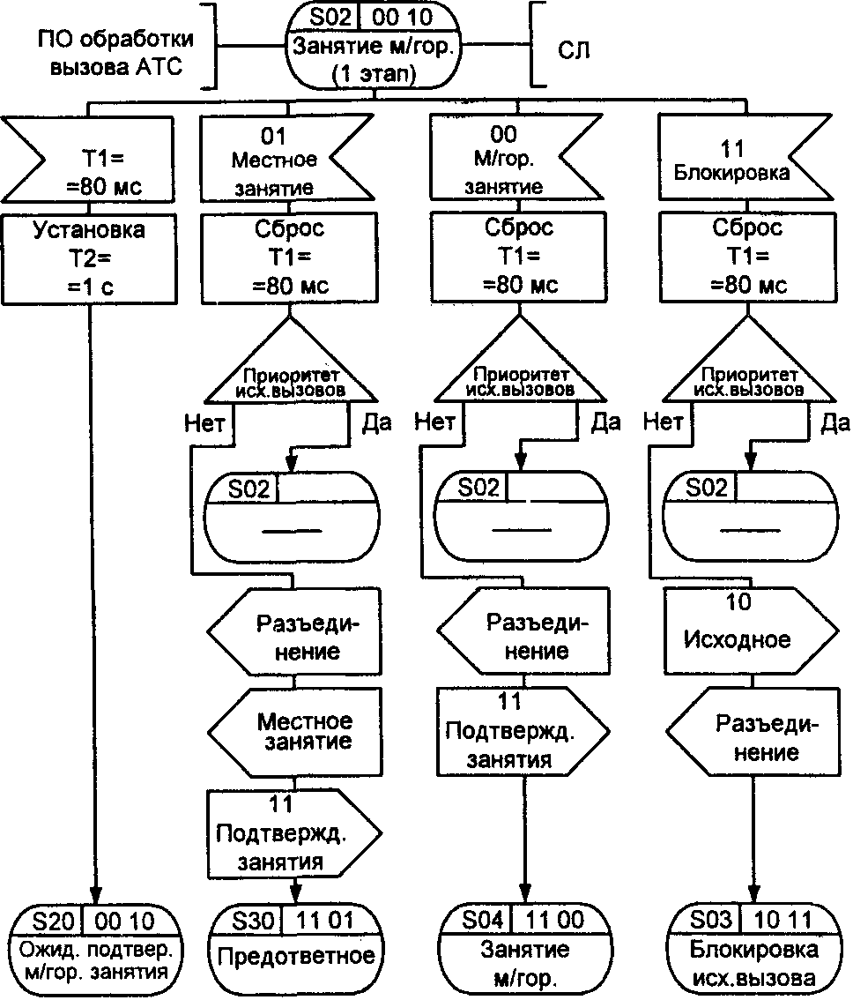 S02 00 10
Занятие м/гор.
(1 этап)
ПО обработки
вызова АТС
СЛ
T1=
=80 мс
01
Местное
занятие
00
М/гор.
занятие
11
Блокировка
Установка
T2=
=1 с
Сброс
T1=
=80 мс
Сброс
T1=
=80 мс
Сброс
T1=
=80 мс
Приоритет
исх.вызовов
Приоритет
исх.вызовов
Приоритет
исх.вызовов
Нет
Да
Нет
Да
Нет
Да
S02
S02
S02
Разъеди-
нение
Разъеди-
нение
10
Исходное
Местное
занятие
11
Подтвержд.
занятия
Разъеди-
нение
11
Подтвержд.
занятия
S20 00 10
Ожид. подтвер.
м/гор. занятия
S30 11 01
Предответное
S04 11 00
Занятие
м/гор.
S03 10 11
Блокировка
исх.вызова